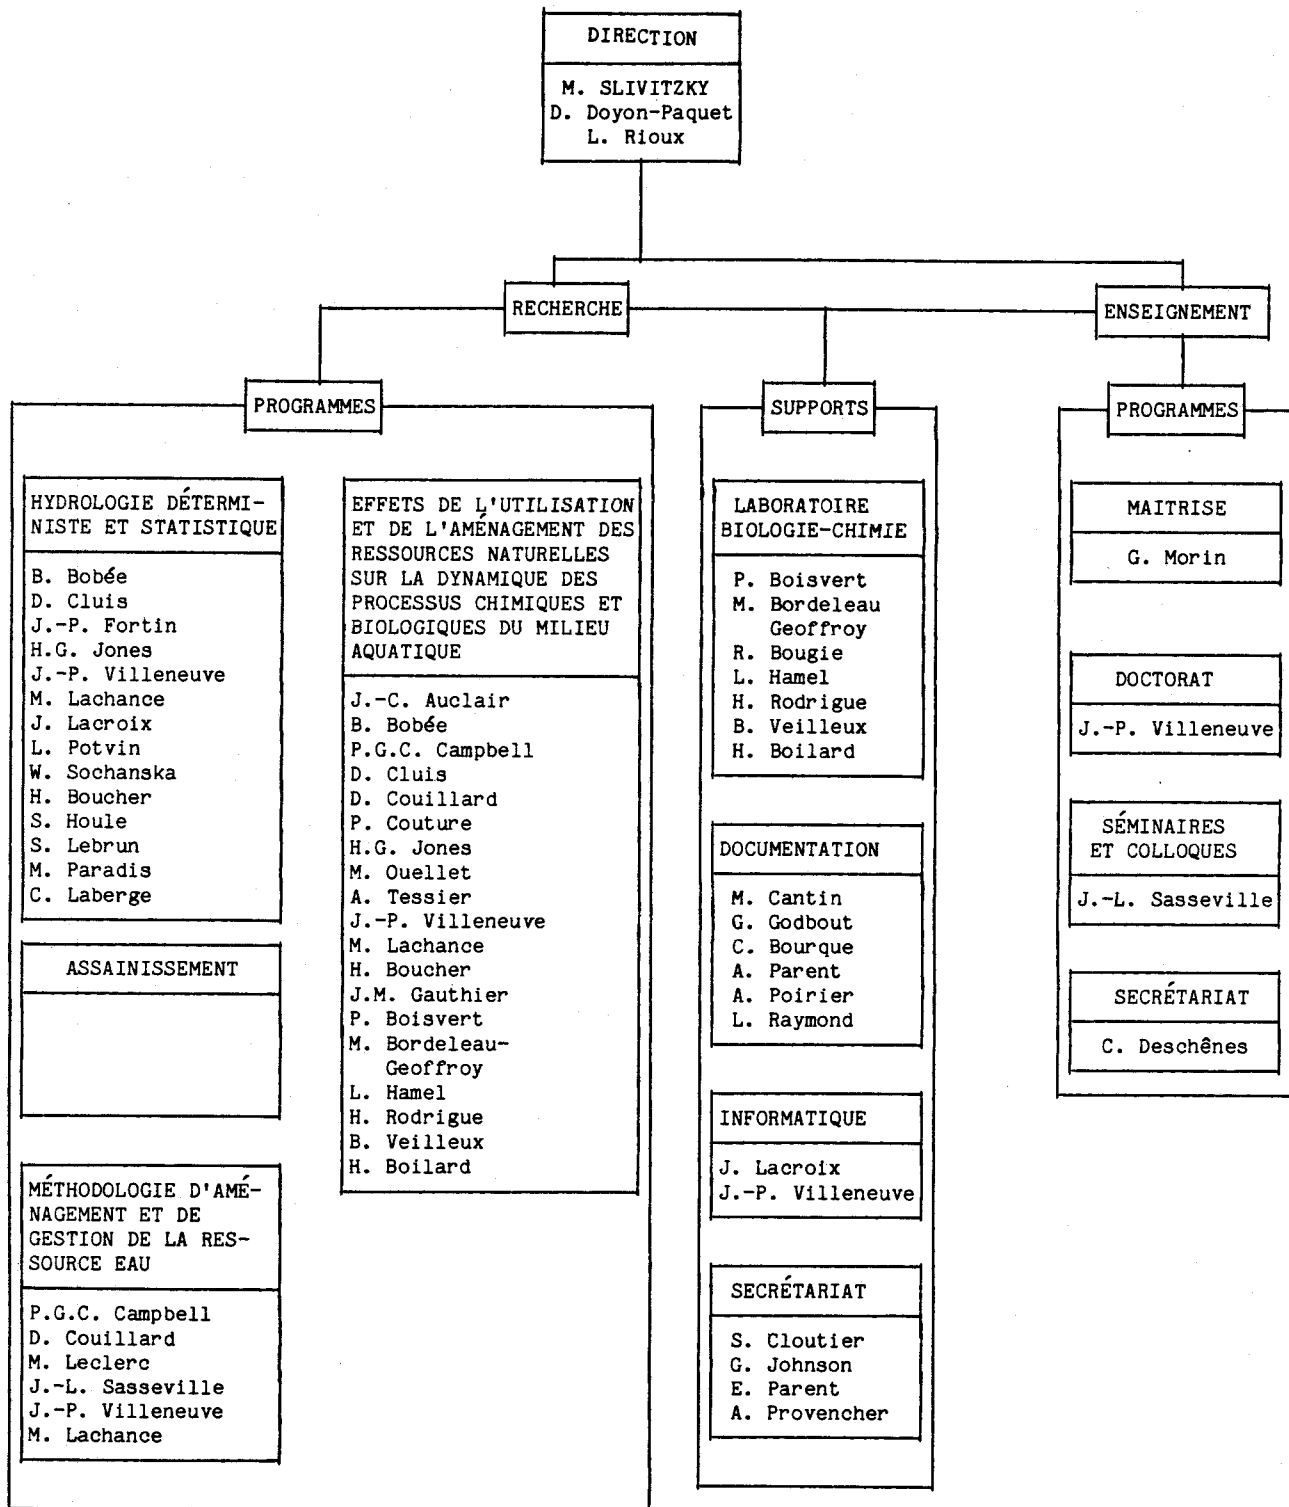 DIRECTION
M. SLIVITZKY
D. Doyon-Paquet
L. Rioux
RECHERCHE
ENSEIGNEMENT
PROGRAMMES
SUPPORTS
PROGRAMMES
HYDROLOGIE DÉTERMI-
NISTE ET STATISTIQUE
B. Bobée
D. Cluis
J.-P. Fortin
H.G. Jones
J.-P. Villeneuve
M. Lachance
J. Lacroix
L. Potvin
W. Sochanska
H. Boucher
S. Houle
S. Lebrun
M. Paradis
C. Laberge
ASSAINISSEMENT
MÉTHODOLOGIE D'AMÉ-
NAGEMENT ET DE
GESTION DE LA RES-
SOURCE EAU
P.G.C. Campbell
D. Couillard
M. Leclerc
J.-L. Sasseville
J.-P. Villeneuve
M. Lachance
EFFETS DE L'UTILISATION
ET DE L'AMÉNAGEMENT DES
RESSOURCES NATURELLES
SUR LA DYNAMIQUE DES
PROCESSUS CHIMIQUES ET
BIOLOGIQUES DU MILIEU
AQUATIQUE
J.-C. Auclair
B. Bobée
P.G.C. Campbell
D. Cluis
D. Couillard
P. Couture
H.G. Jones
M. Ouellet
A. Tessier
J.-P. Villeneuve
M. Lachance
H. Boucher
J.M. Gauthier
P. Boisvert
M. Bordeleau-
Geoffroy
L. Hamel
H. Rodrigue
B. Veilleux
H. Boilard
LABORATOIRE
BIOLOGIE-CHIMIE
P. Boisvert
M. Bordeleau
Geoffroy
R. Bougie
L. Hamel
H. Rodrigue
B. Veilleux
H. Boilard
DOCUMENTATION
M. Cantin
G. Godbout
C. Bourque
A. Parent
A. Poirier
L. Raymond
INFORMATIQUE
J. Lacroix
J.-P. Villeneuve
SECRÉTARIAT
S. Cloutier
G. Johnson
E. Parent
A. Provencher
MAITRISE
G. Morin
DOCTORAT
J.-P. Villeneuve
SÉMINAIRES
ET COLLOQUES
J.-L. Sasseville
SECRÉTARIAT
C. Deschênes